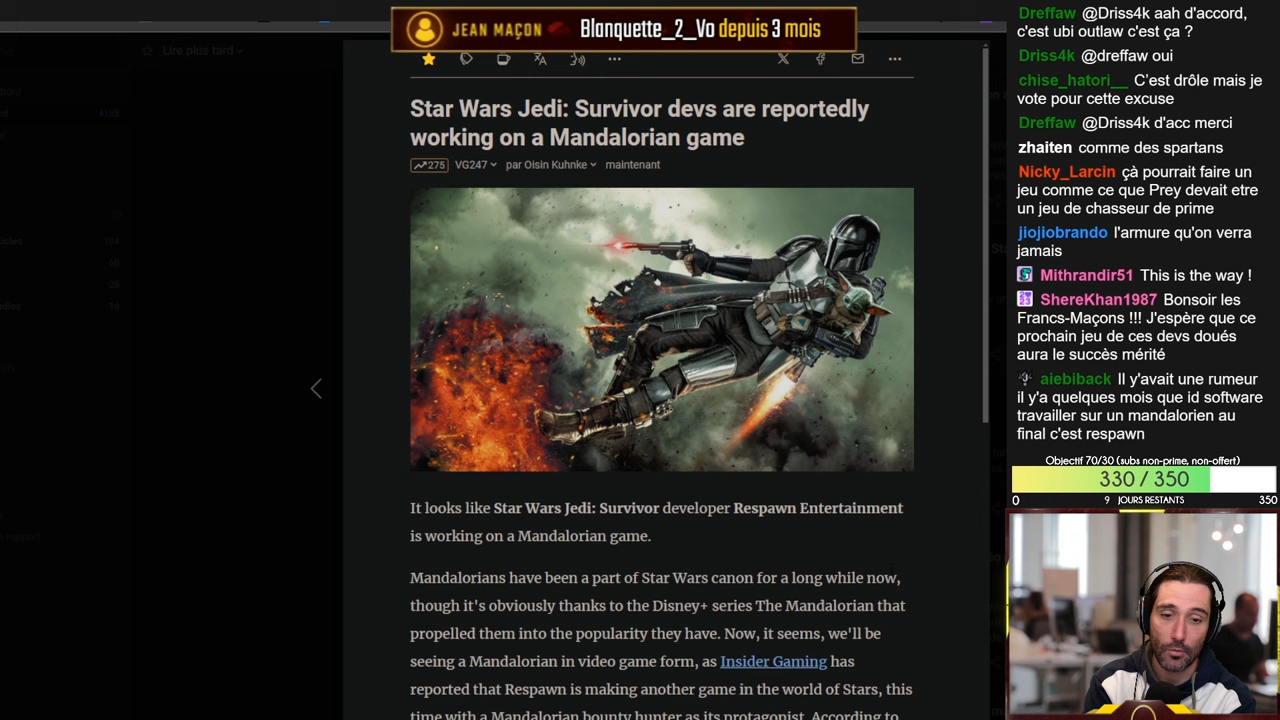 JEAN MAÇON Blanquette_2_Vo depuis 3 mois
Lire plus tard
Star Wars Jedi: Survivor devs are reportedly
working on a Mandalorian game
275 VG247 par Oisin Kuhnke maintenant
It looks like Star Wars Jedi: Survivor developer Respawn Entertainment
is working on a Mandalorian game.
Mandalorians have been a part of Star Wars canon for a long while now,
though it's obviously thanks to the Disney+ series The Mandalorian that
propelled them into the popularity they have. Now, it seems, we'll be
seeing a Mandalorian in video game form, as Insider Gaming has
reported that Respawn is making another game in the world of Stars, this
time with a Mandalorian bounty hunter as its protagonist. According to
Dreffaw @Driss4k aah d'accord,
c'est ubi outlaw c'est ça ?
Driss4k @dreffaw oui
chise_hatori__ C'est drôle mais je
vote pour cette excuse
Dreffaw @Driss4k d'acc merci
zhaiten comme des spartans
Nicky_Larcin çà pourrait faire un
jeu comme ce que Prey devait etre
un jeu de chasseur de prime
jiojiobrando l'armure qu'on verra
jamais
Mithrandir51 This is the way !
ShereKhan1987 Bonsoir les
Francs-Maçons !!! J'espère que ce
prochain jeu de ces devs doués
aura le succès mérité
aiebiback Il y'avait une rumeur
il y'a quelques mois que id software
travailler sur un mandalorien au
final c'est respawn
Objectif 70/30 (subs non-prime, non-offert)
330 / 350
0 9 JOURS RESTANTS 350